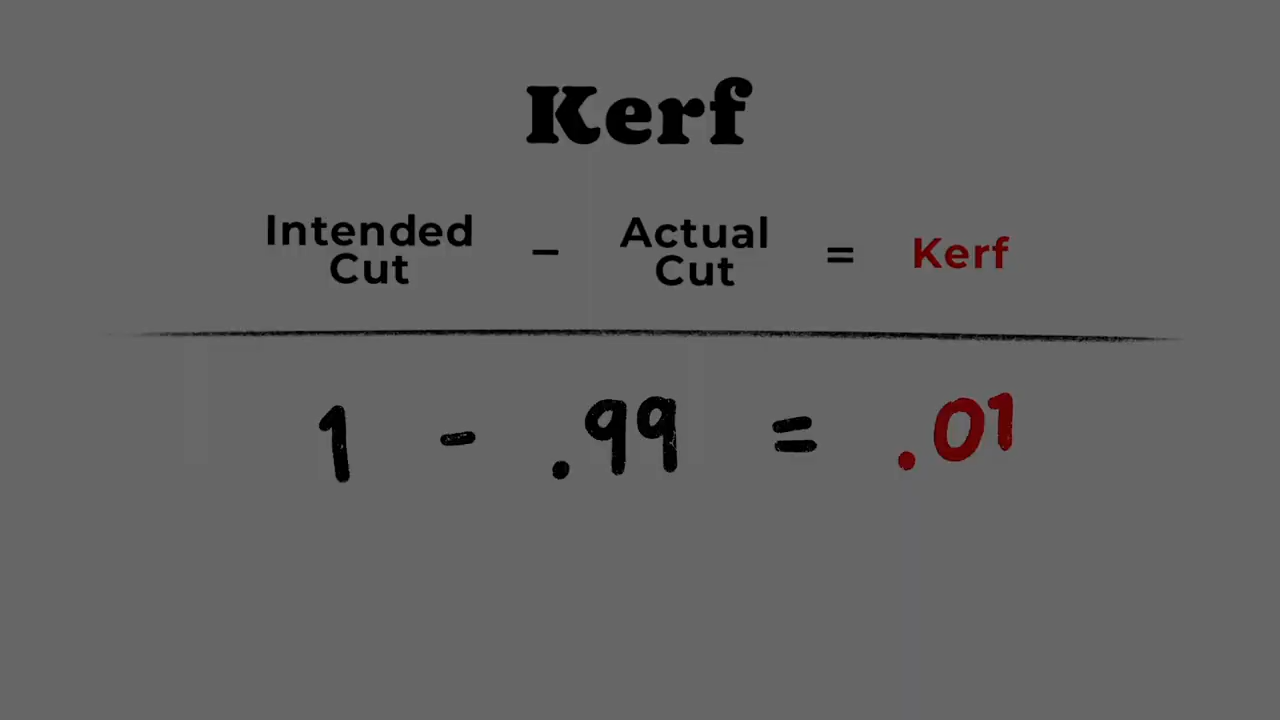 Kerf
Intended Cut - Actual Cut = Kerf
1 - .99 = .01